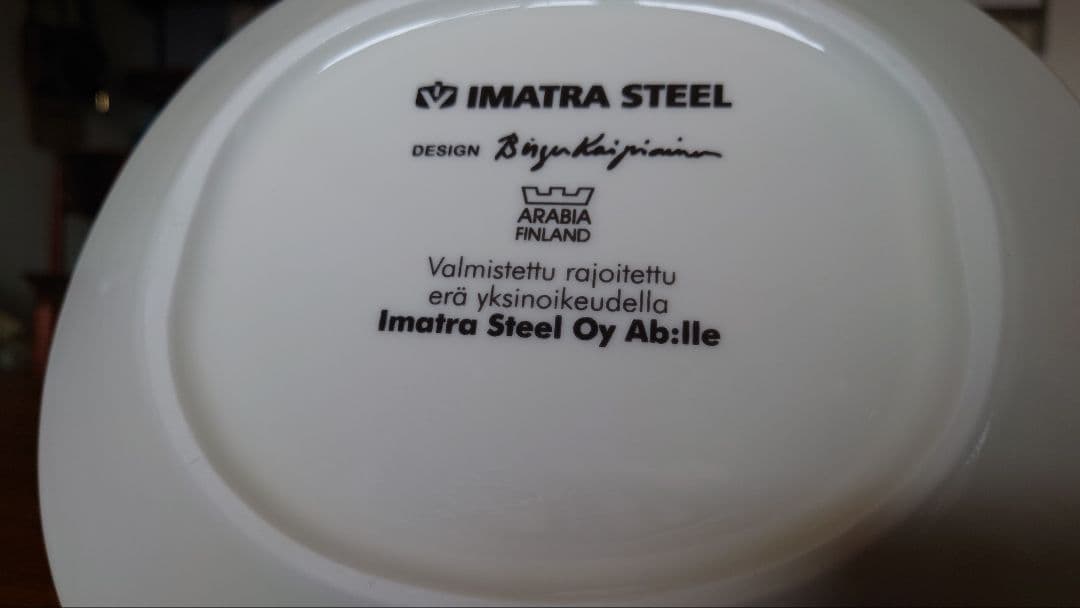 IMATRA STEEL
DESIGN Birger Kaipiainen
ARABIA
FINLAND
Valmistettu rajoitettu
erä yksinoikeudella
Imatra Steel Oy Ab:lle